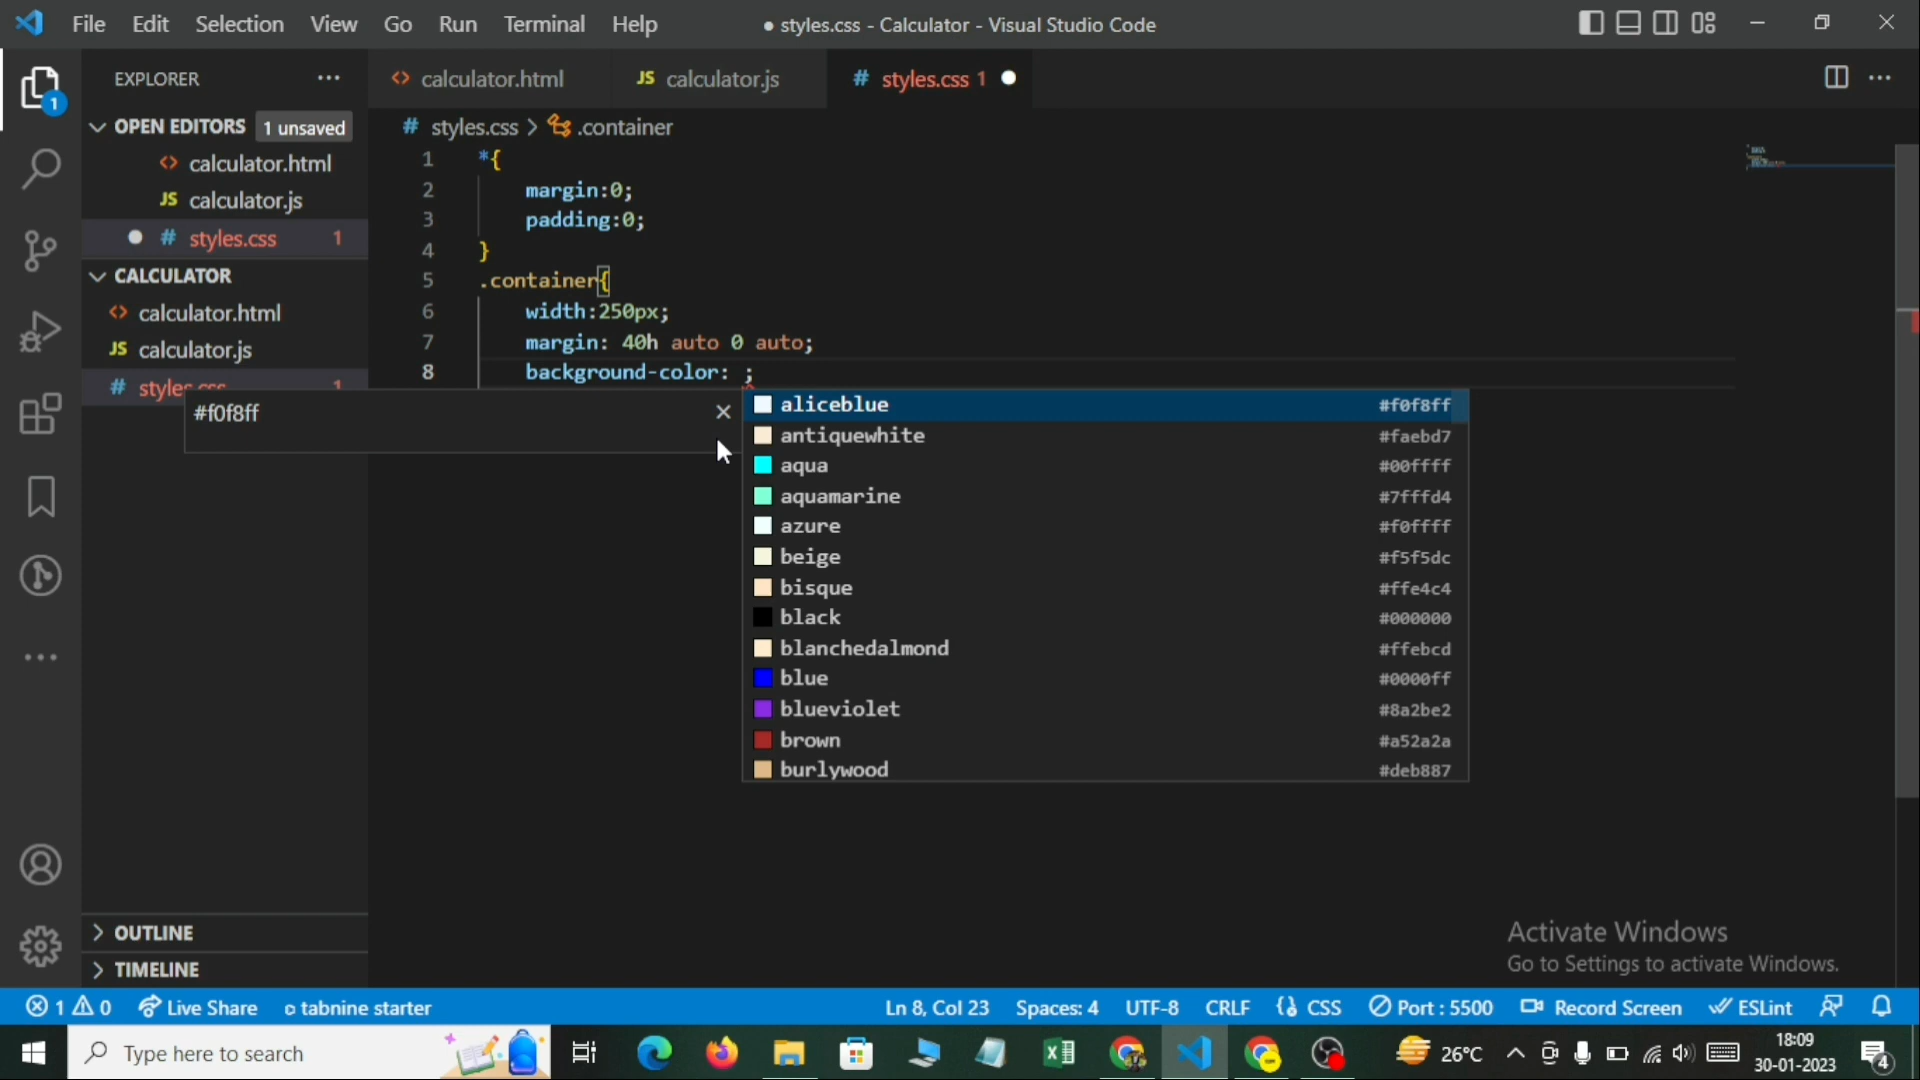 File Edit Selection View Go Run Terminal Help
● styles.css - Calculator - Visual Studio Code
EXPLORER
calculator.html
JS calculator.js
# styles.css 1
OPEN EDITORS 1 unsaved
calculator.html
JS calculator.js
# styles.css 1
CALCULATOR
calculator.html
JS calculator.js
# styles.css 1
OUTLINE
TIMELINE
1
# styles.css > .container
1 *{
2 margin:0;
3 padding:0;
4 }
5 .container{
6 width:250px;
7 margin: 40h auto 0 auto;
8 background-color: ;
#f0f8ff
aliceblue #f0f8ff
antiquewhite #faebd7
aqua #00ffff
aquamarine #7fffd4
azure #f0ffff
beige #f5f5dc
bisque #ffe4c4
black #000000
blanchedalmond #ffebcd
blue #0000ff
blueviolet #8a2be2
brown #a52a2a
burlywood #deb887
Activate Windows
Go to Settings to activate Windows.
1 0 Live Share tabnine starter Ln 8, Col 23 Spaces: 4 UTF-8 CRLF CSS Port : 5500 Record Screen ESLint
Type here to search
26°C
18:09
30-01-2023
4